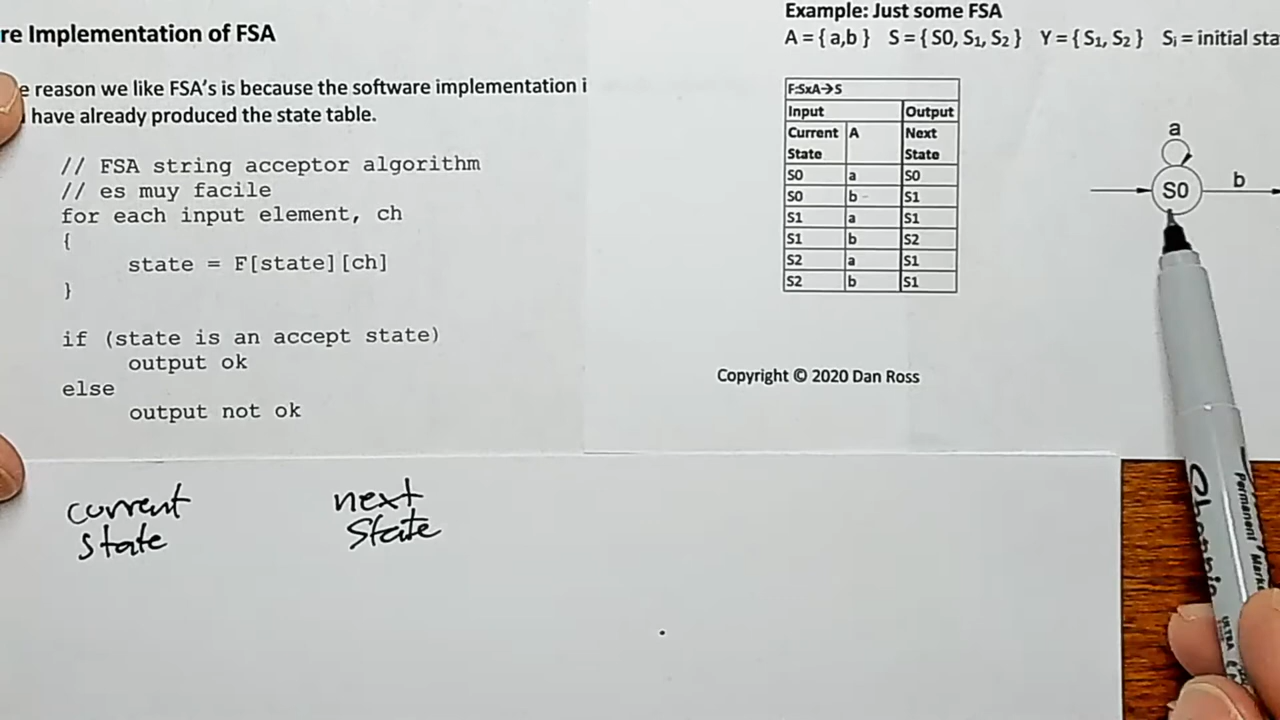 re Implementation of FSA
e reason we like FSA's is because the software implementation i
have already produced the state table.
// FSA string acceptor algorithm
// es muy facile
for each input element, ch
{
state = F[state][ch]
}
if (state is an accept state)
output ok
else
output not ok
current
state
next
state
Example: Just some FSA
A = { a,b } S = { S0, S₁, S₂ } Y = { S₁, S₂ } Sᵢ = initial sta
F:SxA→S
Input Output
Current A Next
State State
S0 a S0
S0 b S1
S1 a S1
S1 b S2
S2 a S1
S2 b S1
a
S0 b
Copyright © 2020 Dan Ross
Sharpie
Permanent Mark
ULTRA